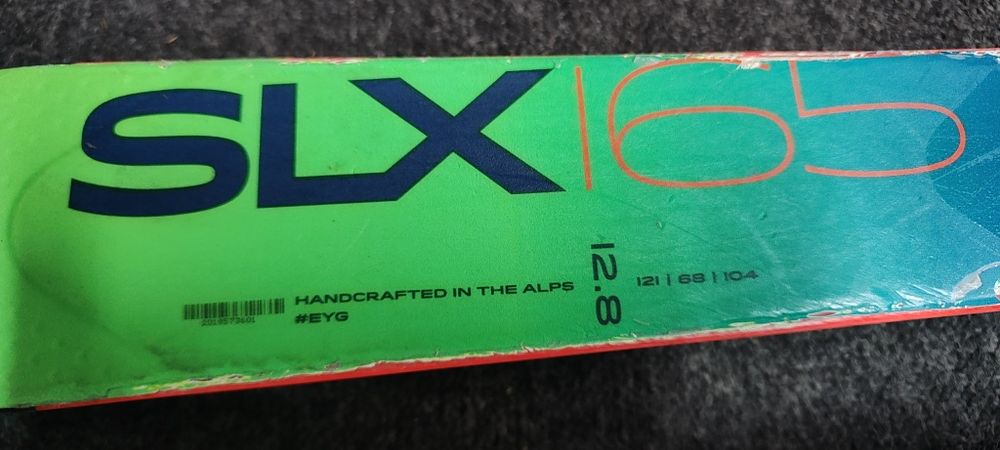 SLX 165
HANDCRAFTED IN THE ALPS
#EYG
12.8
121 | 68 | 104